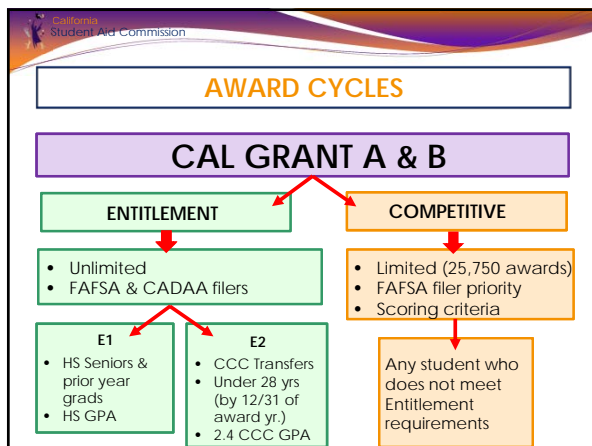 California
Student Aid Commission
AWARD CYCLES
CAL GRANT A & B
ENTITLEMENT
COMPETITIVE
• Unlimited
• FAFSA & CADAA filers
• Limited (25,750 awards)
• FAFSA filer priority
• Scoring criteria
E1
• HS Seniors &
prior year
grads
• HS GPA
E2
• CCC Transfers
• Under 28 yrs
(by 12/31 of
award yr.)
• 2.4 CCC GPA
Any student who
does not meet
Entitlement
requirements